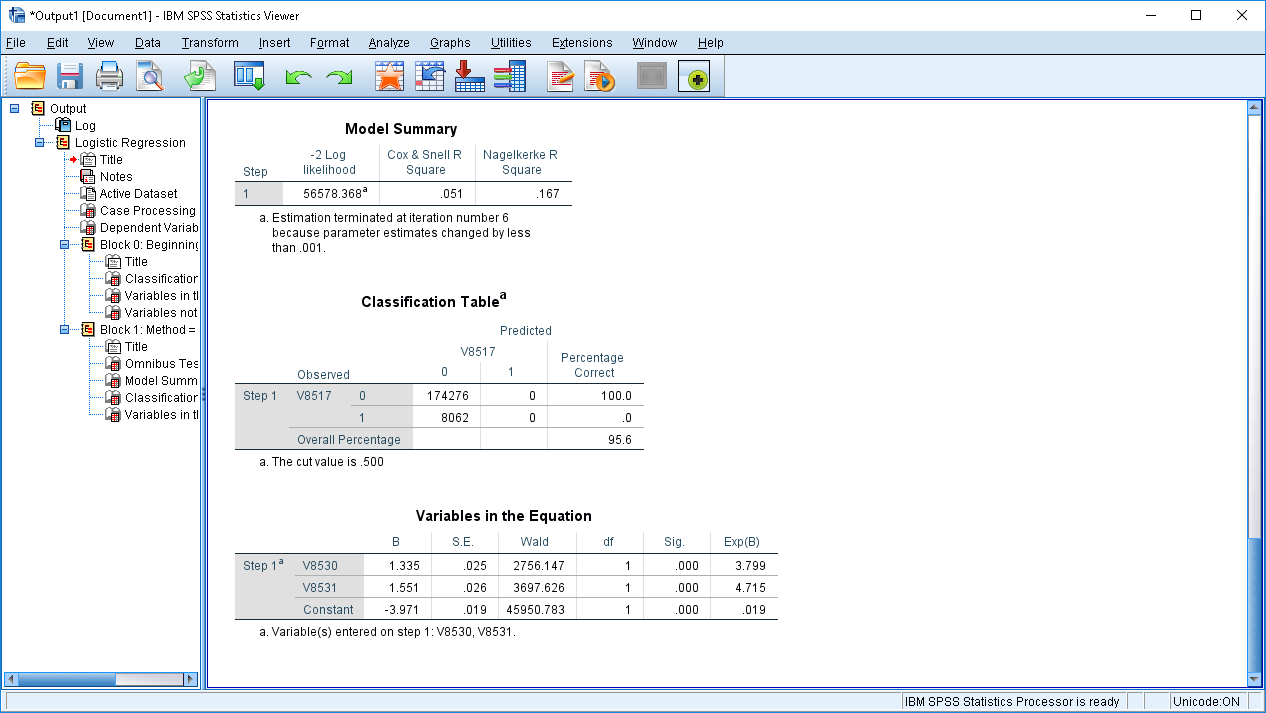 *Output1 [Document1] - IBM SPSS Statistics Viewer
File Edit View Data Transform Insert Format Analyze Graphs Utilities Extensions Window Help
Output
Log
Logistic Regression
Title
Notes
Active Dataset
Case Processing
Dependent Variab
Block 0: Beginning
Title
Classification
Variables in tl
Variables not
Block 1: Method =
Title
Omnibus Tes
Model Summ
Classification
Variables in tl
Model Summary
Step -2 Log likelihood Cox & Snell R Square Nagelkerke R Square
1 56578.368a .051 .167
a. Estimation terminated at iteration number 6
because parameter estimates changed by less
than .001.
Classification Tablea
Predicted
V8517 Percentage Correct
Observed 0 1
Step 1 V8517 0 174276 0 100.0
1 8062 0 .0
Overall Percentage 95.6
a. The cut value is .500
Variables in the Equation
B S.E. Wald df Sig. Exp(B)
Step 1a V8530 1.335 .025 2756.147 1 .000 3.799
V8531 1.551 .026 3697.626 1 .000 4.715
Constant -3.971 .019 45950.783 1 .000 .019
a. Variable(s) entered on step 1: V8530, V8531.
IBM SPSS Statistics Processor is ready Unicode:ON